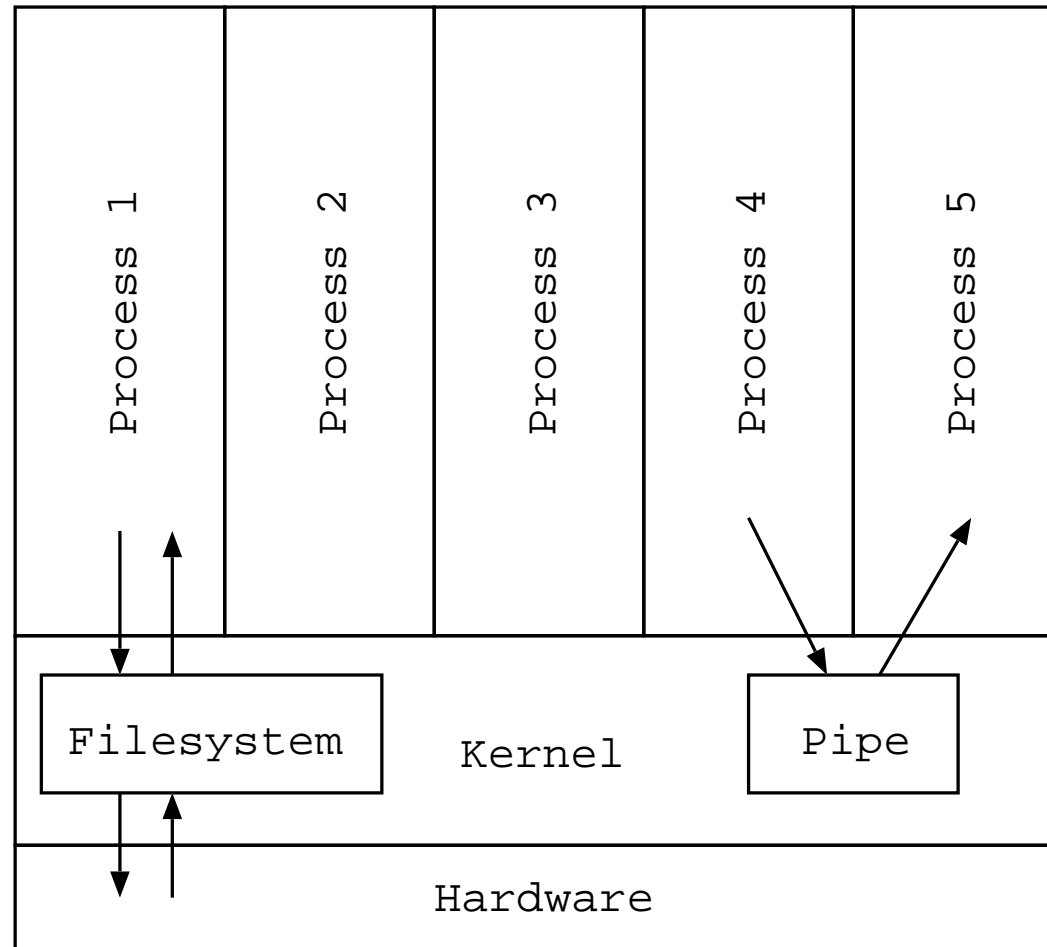 Process 1
Process 2
Process 3
Process 4
Process 5
Filesystem
Kernel
Pipe
Hardware